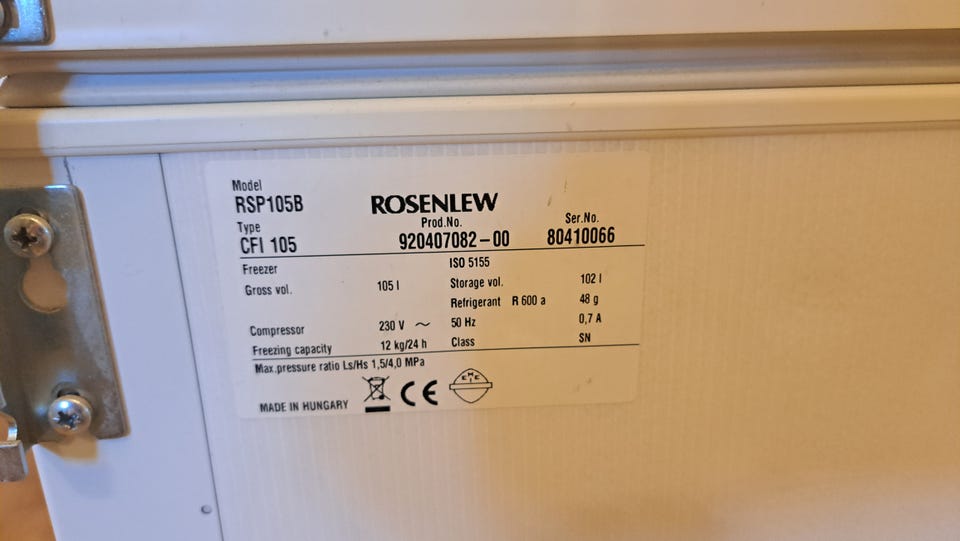 Model
RSP105B ROSENLEW
Type Prod.No. Ser.No.
CFI 105 920407082-00 80410066
Freezer ISO 5155
Gross vol. 105 l Storage vol. 102 l
Refrigerant R 600 a 48 g
Compressor 230 V ~ 50 Hz 0,7 A
Freezing capacity 12 kg/24 h Class SN
Max.pressure ratio Ls/Hs 1,5/4,0 MPa
MADE IN HUNGARY CE